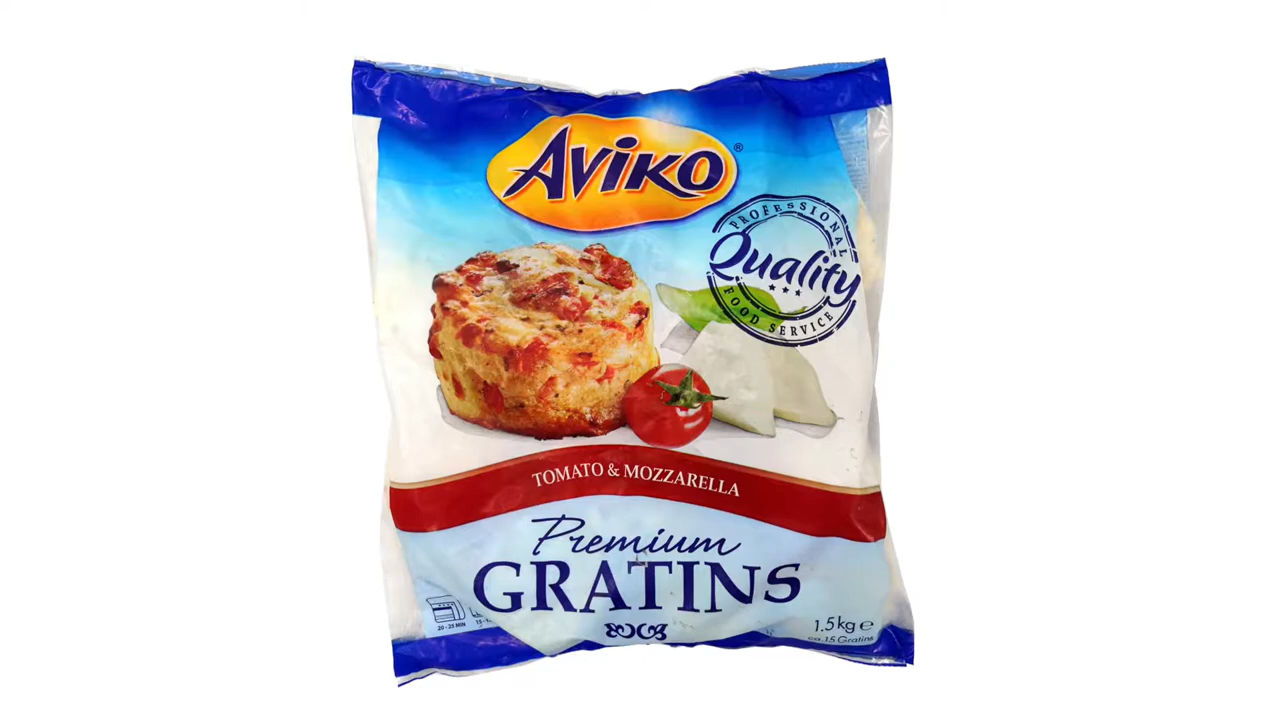 AVIKO®
PROFESSIONAL
Quality
FOOD SERVICE
TOMATO & MOZZARELLA
Premium
GRATINS
20 - 25 MIN
1.5kg e
ca. 15 Gratins